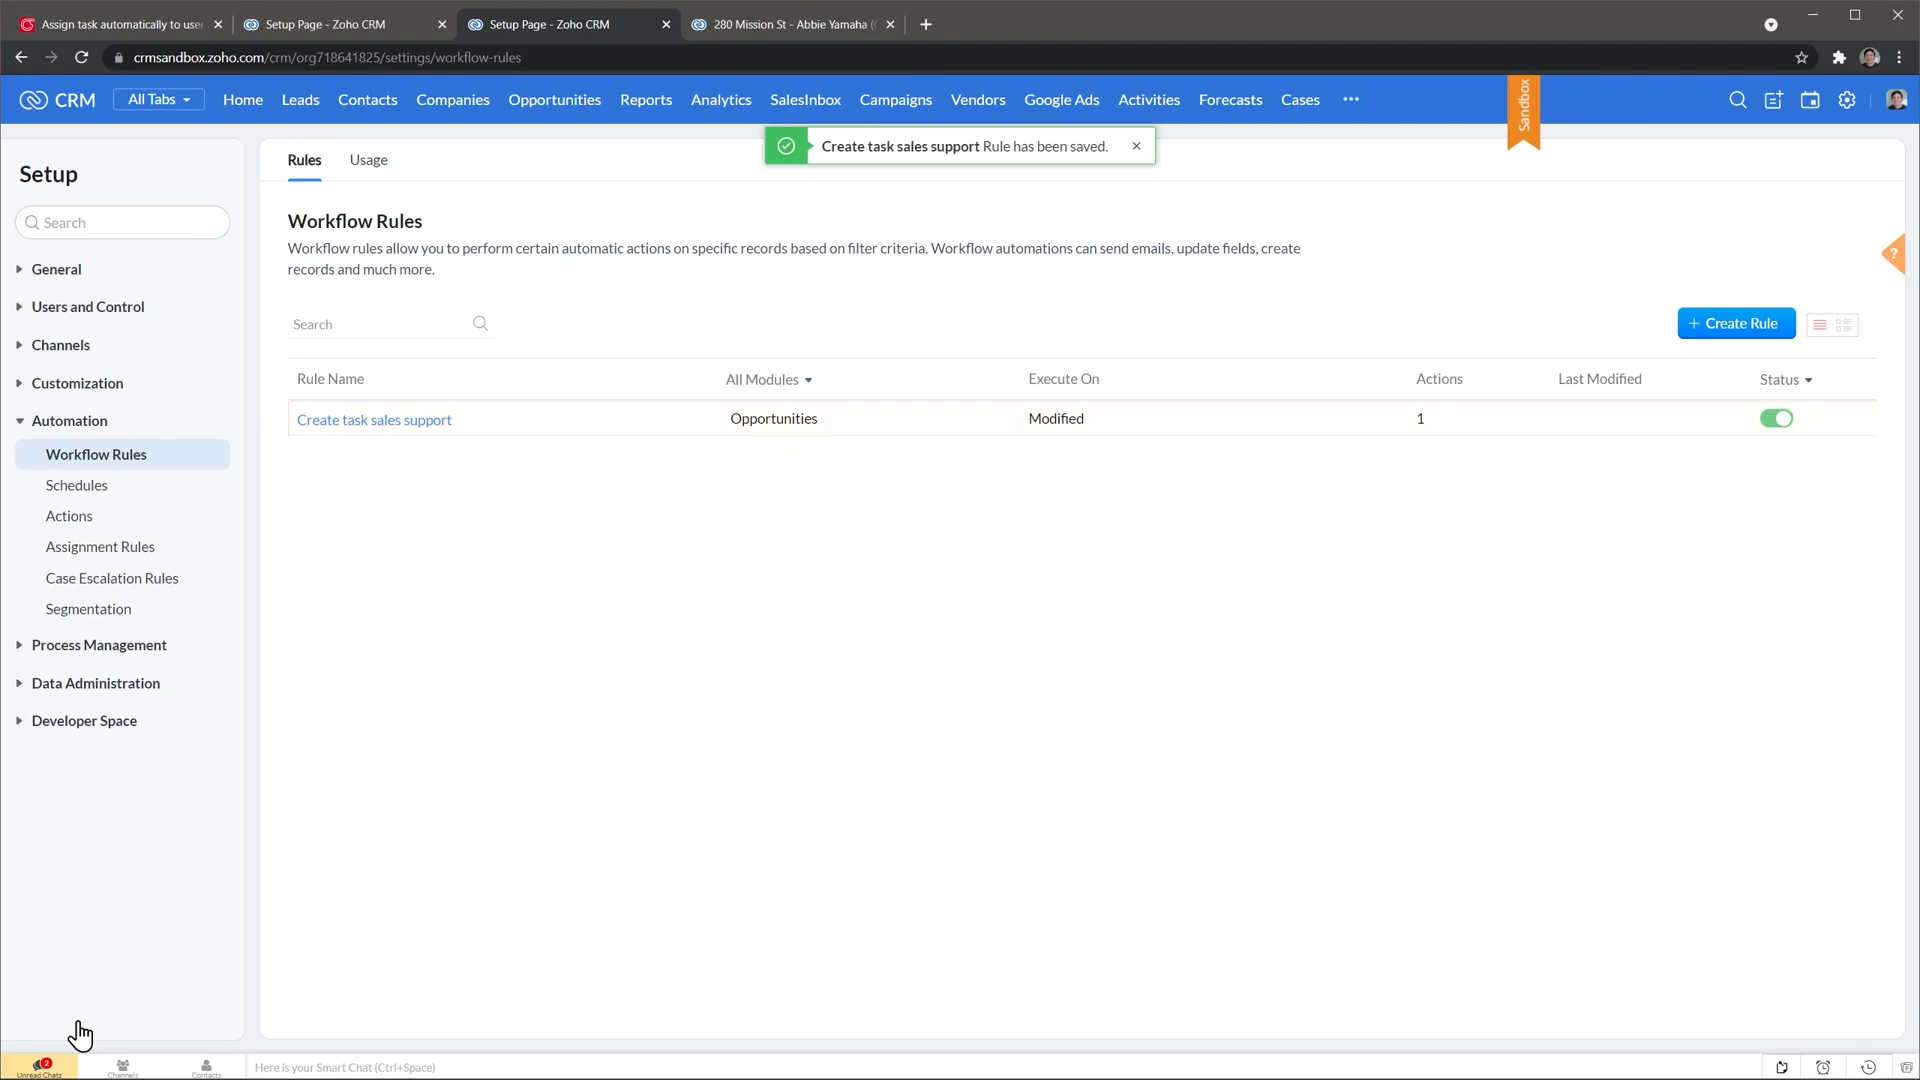 Assign task automatically to use
Setup Page - Zoho CRM
Setup Page - Zoho CRM
280 Mission St - Abbie Yamaha (
crmsandbox.zoho.com/crm/org718641825/settings/workflow-rules
CRM
All Tabs
Home
Leads
Contacts
Companies
Opportunities
Reports
Analytics
SalesInbox
Campaigns
Vendors
Google Ads
Activities
Forecasts
Cases
Sandbox
Create task sales support Rule has been saved.
Setup
Search
General
Users and Control
Channels
Customization
Automation
Workflow Rules
Schedules
Actions
Assignment Rules
Case Escalation Rules
Segmentation
Process Management
Data Administration
Developer Space
Rules
Usage
Workflow Rules
Workflow rules allow you to perform certain automatic actions on specific records based on filter criteria. Workflow automations can send emails, update fields, create
records and much more.
?
Search
+ Create Rule
Rule Name
All Modules
Execute On
Actions
Last Modified
Status
Create task sales support
Opportunities
Modified
1
2
Unread Chats
Channels
Contacts
Here is your Smart Chat (Ctrl+Space)